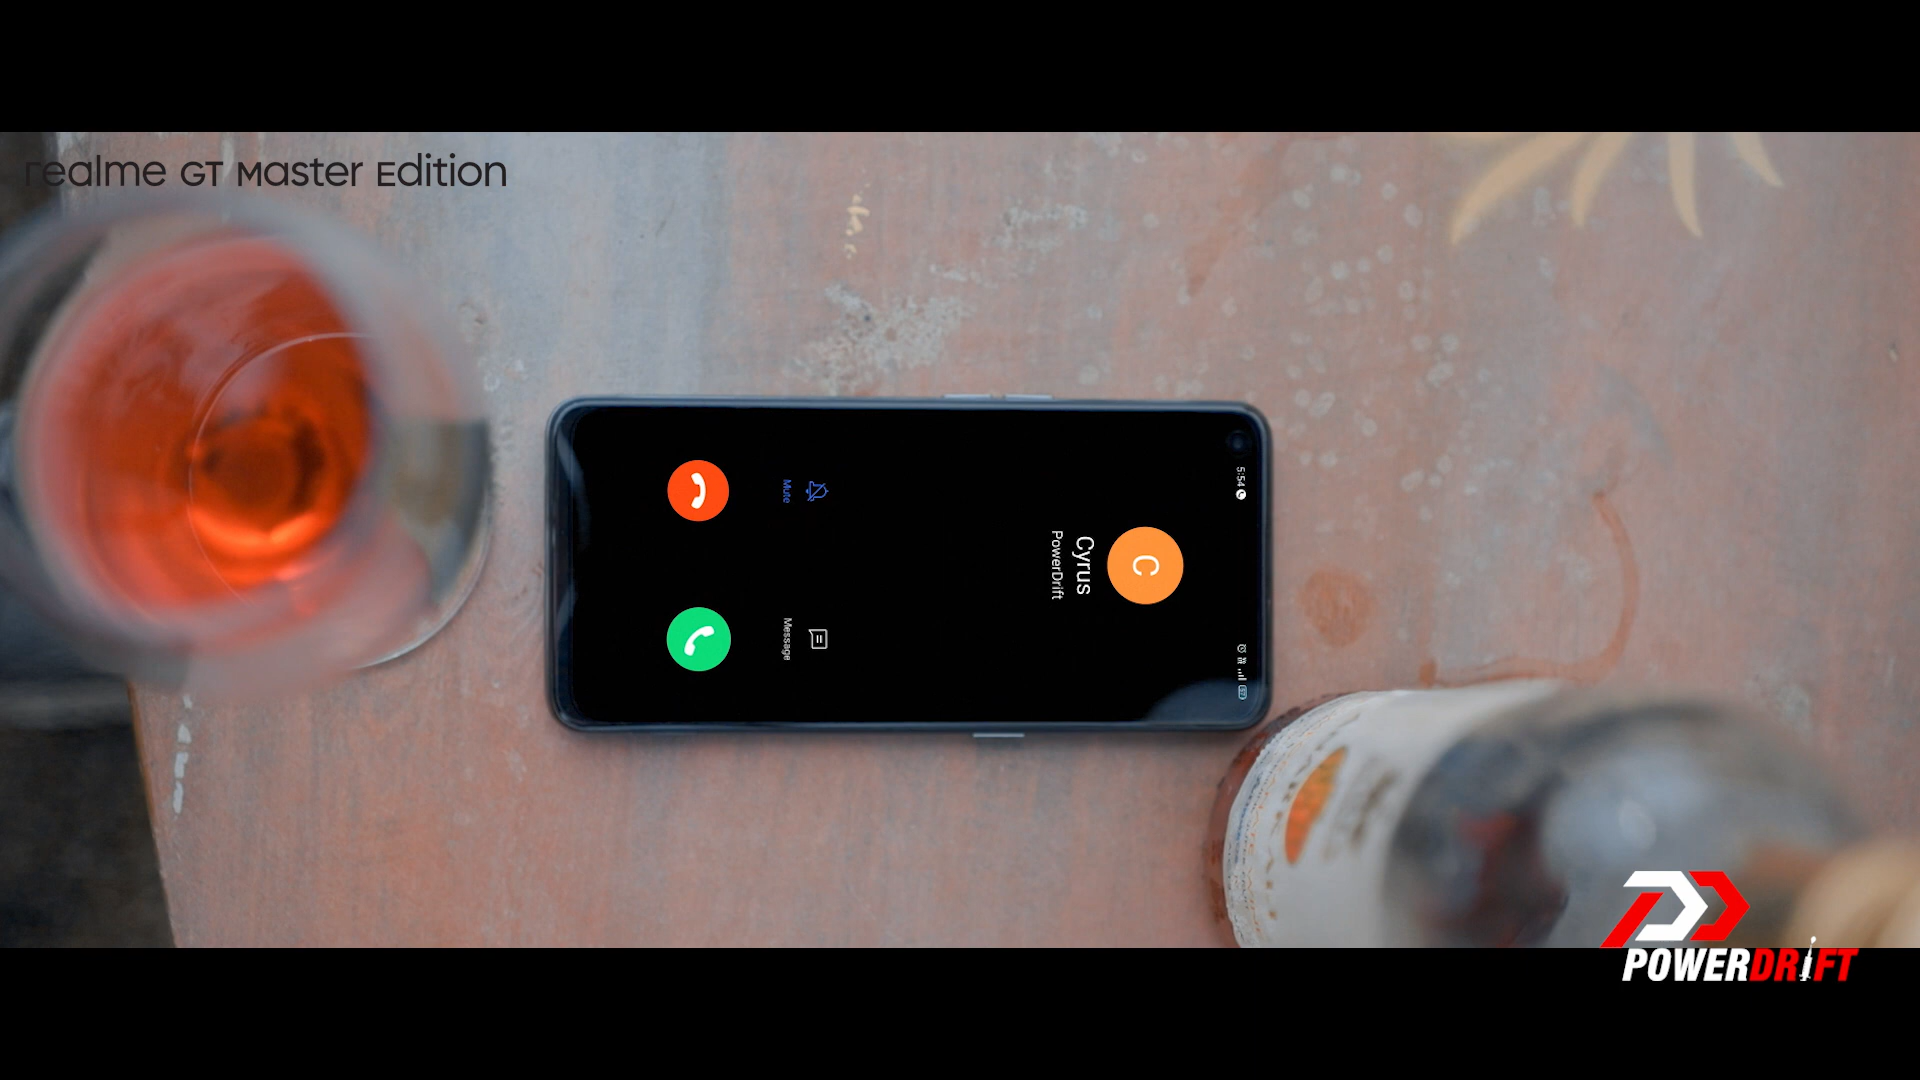 realme GT Master Edition
5:54
C
Cyrus
PowerDrift
Mute
Message
POWERDRIFT